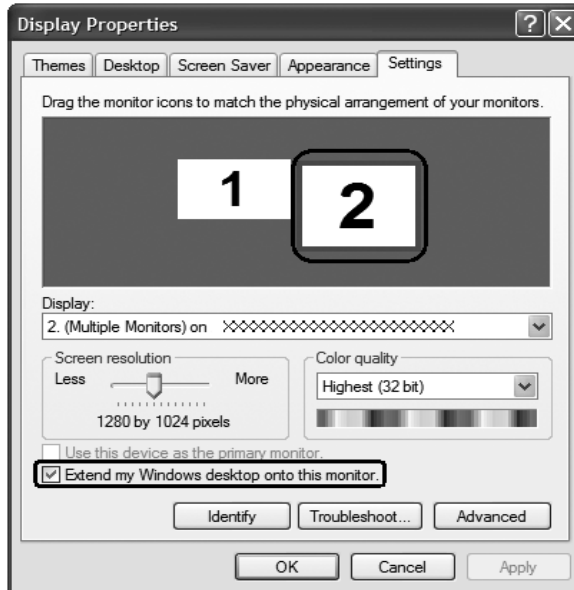 Display Properties
Themes Desktop Screen Saver Appearance Settings
Drag the monitor icons to match the physical arrangement of your monitors.
1 2
Display:
2. (Multiple Monitors) on XXXXXXXXXXXXXXXXXXXXXXX
Screen resolution Color quality
Less More Highest (32 bit)
1280 by 1024 pixels
Use this device as the primary monitor.
Extend my Windows desktop onto this monitor.
Identify Troubleshoot... Advanced
OK Cancel Apply